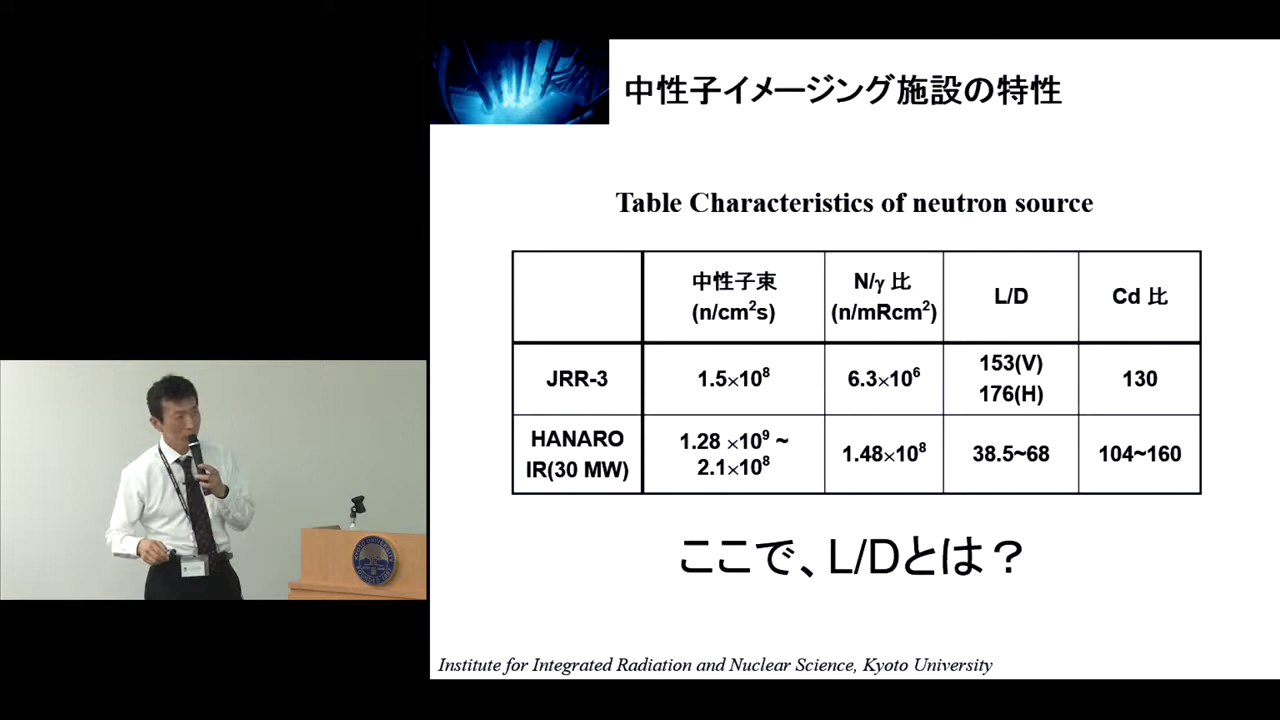 中性子イメージング施設の特性
Table Characteristics of neutron source
中性子束 (n/cm²s)
N/γ 比 (n/mRcm²)
L/D
Cd 比
JRR-3
1.5×10⁸
6.3×10⁶
153(V)
176(H)
130
HANARO
IR(30 MW)
1.28 ×10⁹ ~
2.1×10⁸
1.48×10⁸
38.5~68
104~160
ここで、L/Dとは？
Institute for Integrated Radiation and Nuclear Science, Kyoto University
KYOTO UNIVERSITY